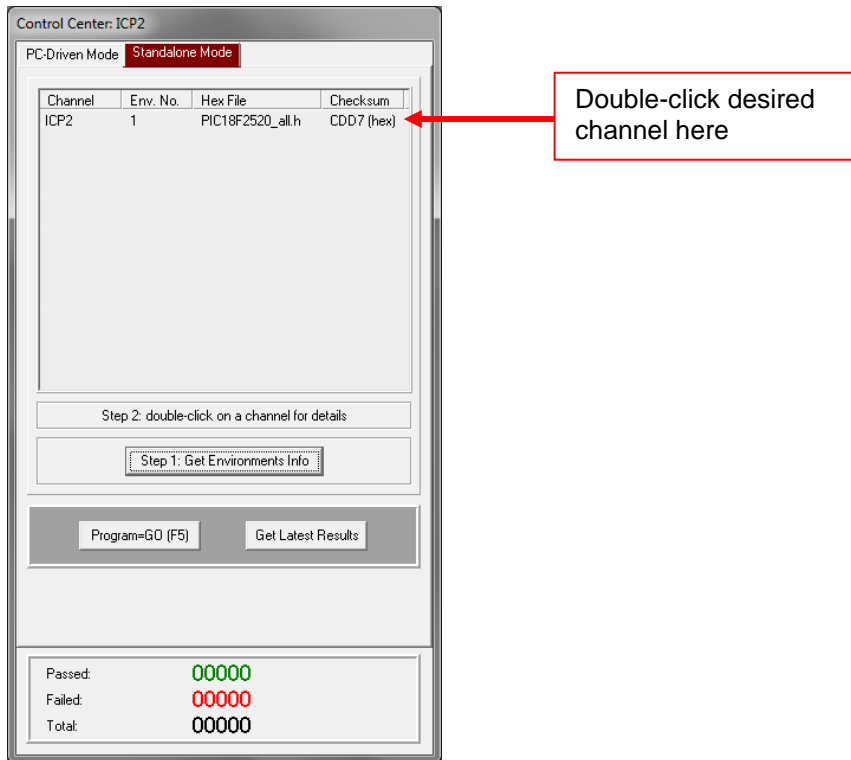 Control Center: ICP2
PC-Driven Mode Standalone Mode
Channel Env. No. Hex File Checksum
ICP2 1 PIC18F2520_all.h CDD7 (hex)
Double-click desired
channel here
Step 2: double-click on a channel for details
Step 1: Get Environments Info
Program=GO (F5) Get Latest Results
Passed: 00000
Failed: 00000
Total: 00000